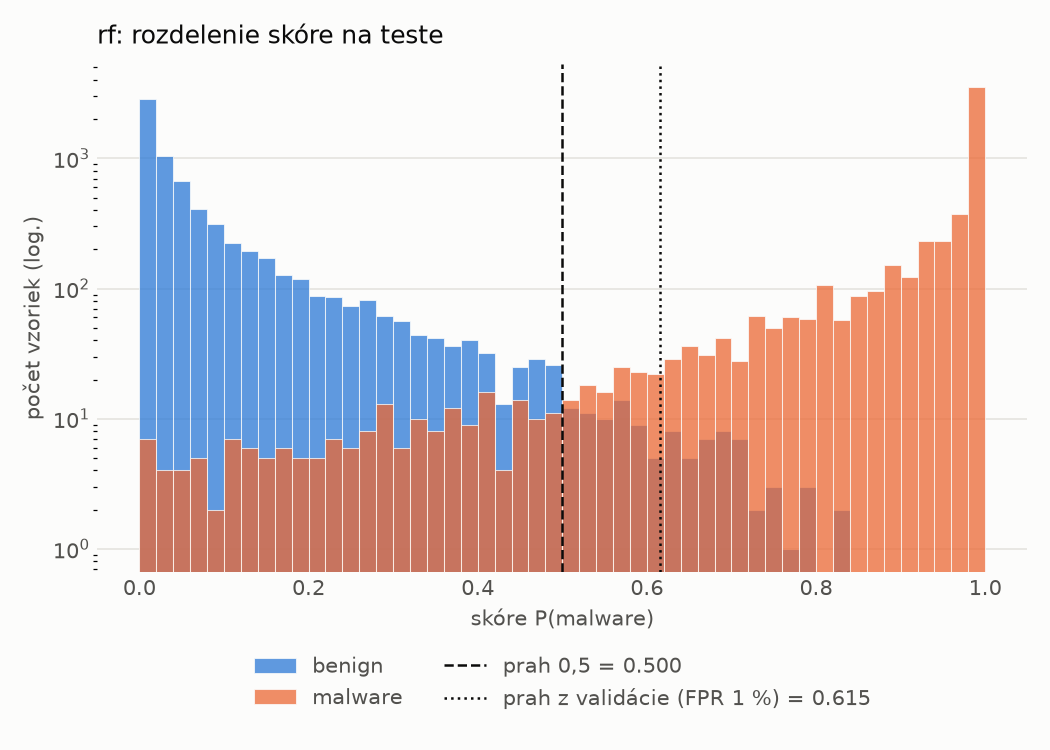 rf: rozdelenie skóre na teste
počet vzoriek (log.)
10³
10²
10¹
10⁰
0.0 0.2 0.4 0.6 0.8 1.0
skóre P(malware)
benign
malware
prah 0,5 = 0.500
prah z validácie (FPR 1 %) = 0.615